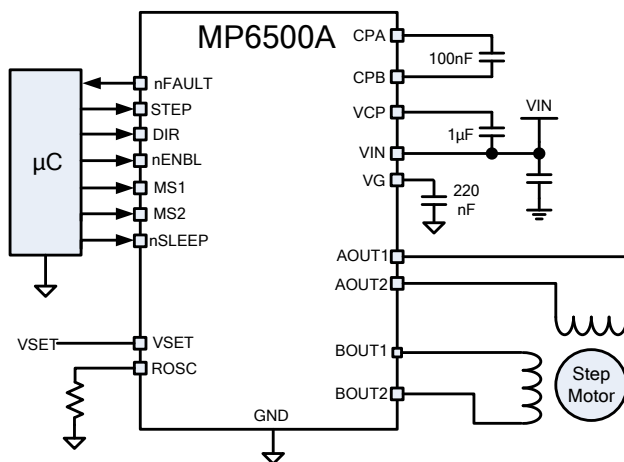 MP6500A
µC
nFAULT
STEP
DIR
nENBL
MS1
MS2
nSLEEP
VSET
VSET
ROSC
GND
CPA
CPB
100nF
VCP
1µF
VIN
VIN
VG
220
nF
AOUT1
AOUT2
BOUT1
BOUT2
Step
Motor